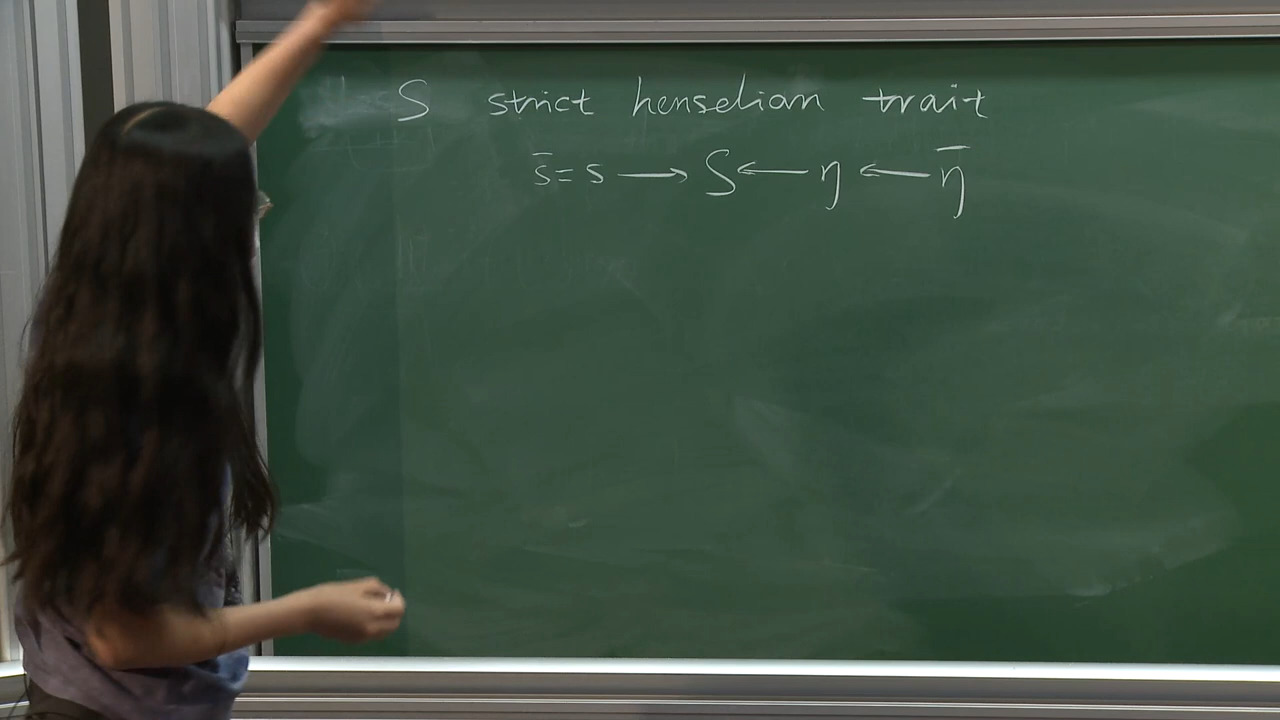 S strict henselian trait
s̄ = s ⟶ S ⟵ η ⟵ η̄